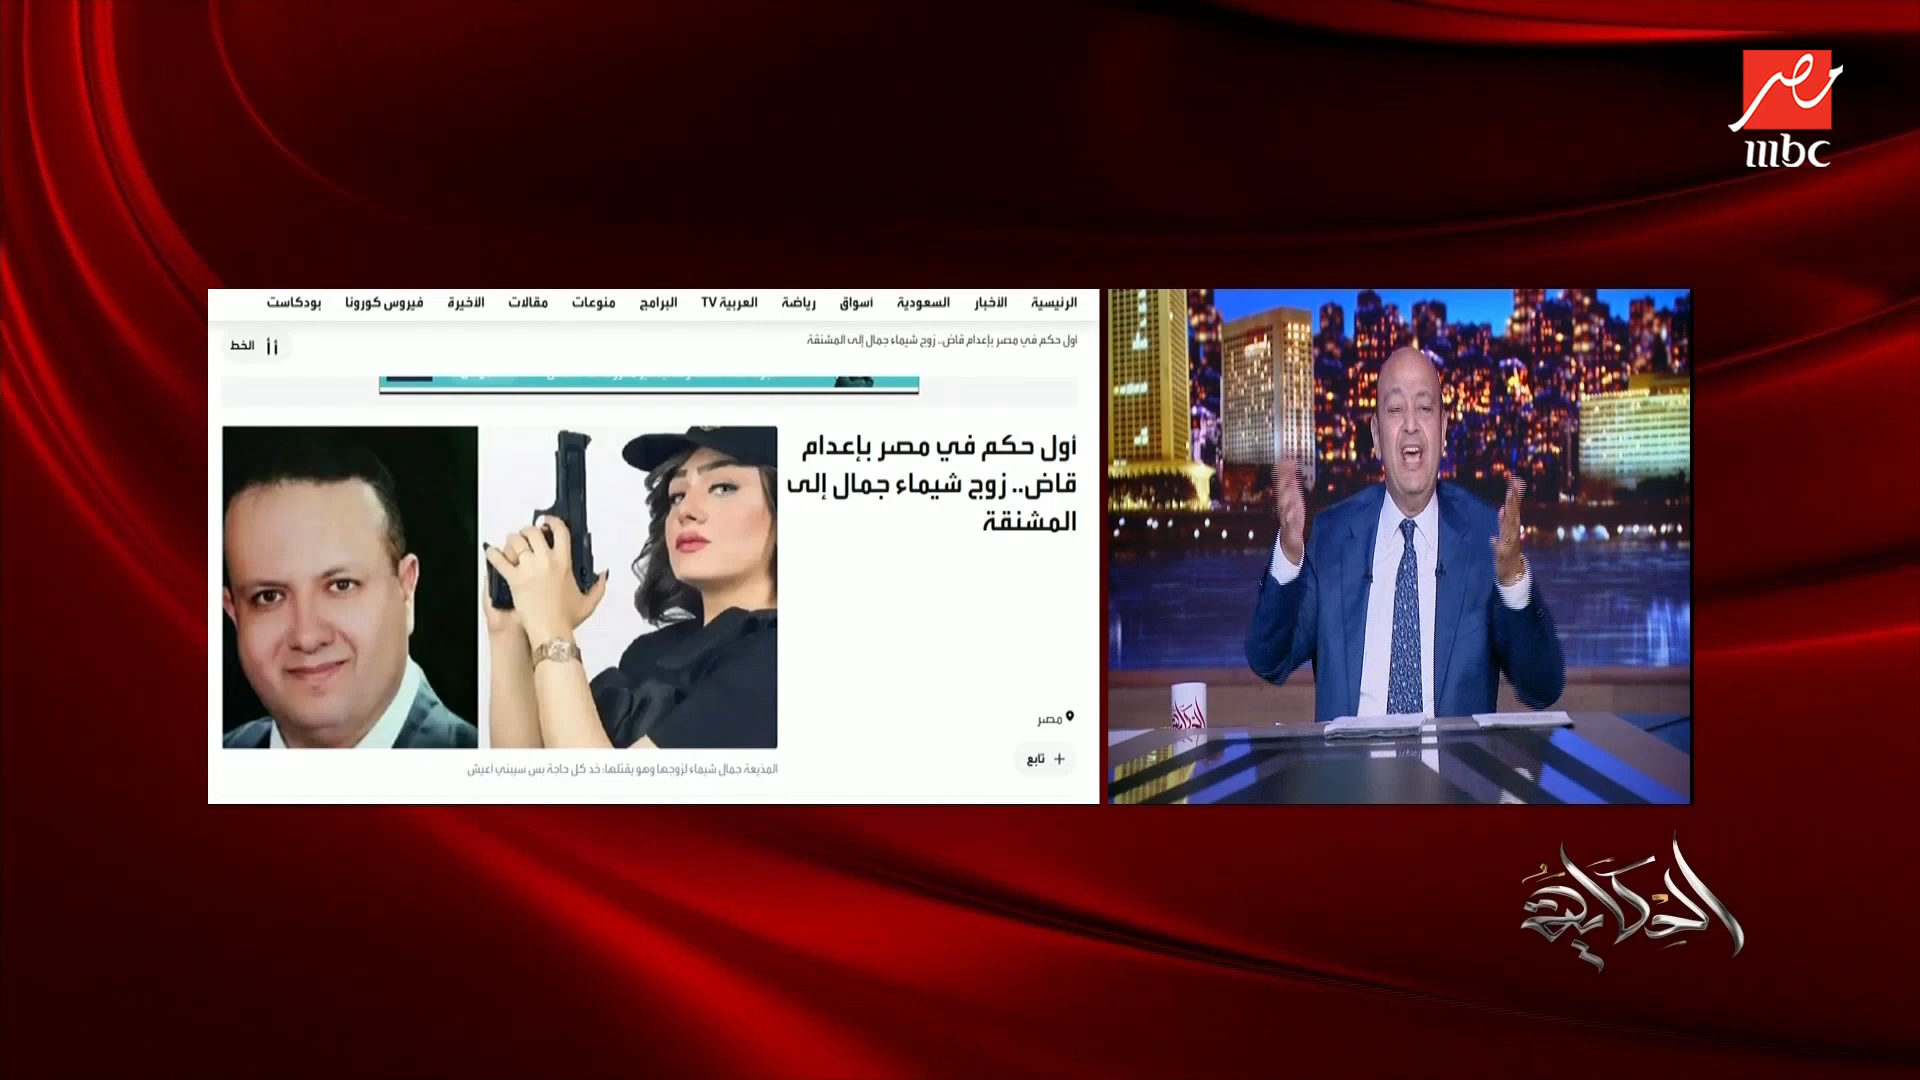 مصر
mbc
الرئيسية الأخبار السعودية أسواق رياضة العربية TV البرامج منوعات مقالات الأخيرة فيروس كورونا بودكاست
أول حكم في مصر بإعدام قاض.. زوج شيماء جمال إلى المشنقة
أأ الخط
أول حكم في مصر بإعدام
قاض.. زوج شيماء جمال إلى
المشنقة
مصر
+ تابع
المذيعة جمال شيماء لزوجها وهو يقتلها: خد كل حاجة بس سيبني أعيش
الحكاية
الحكاية